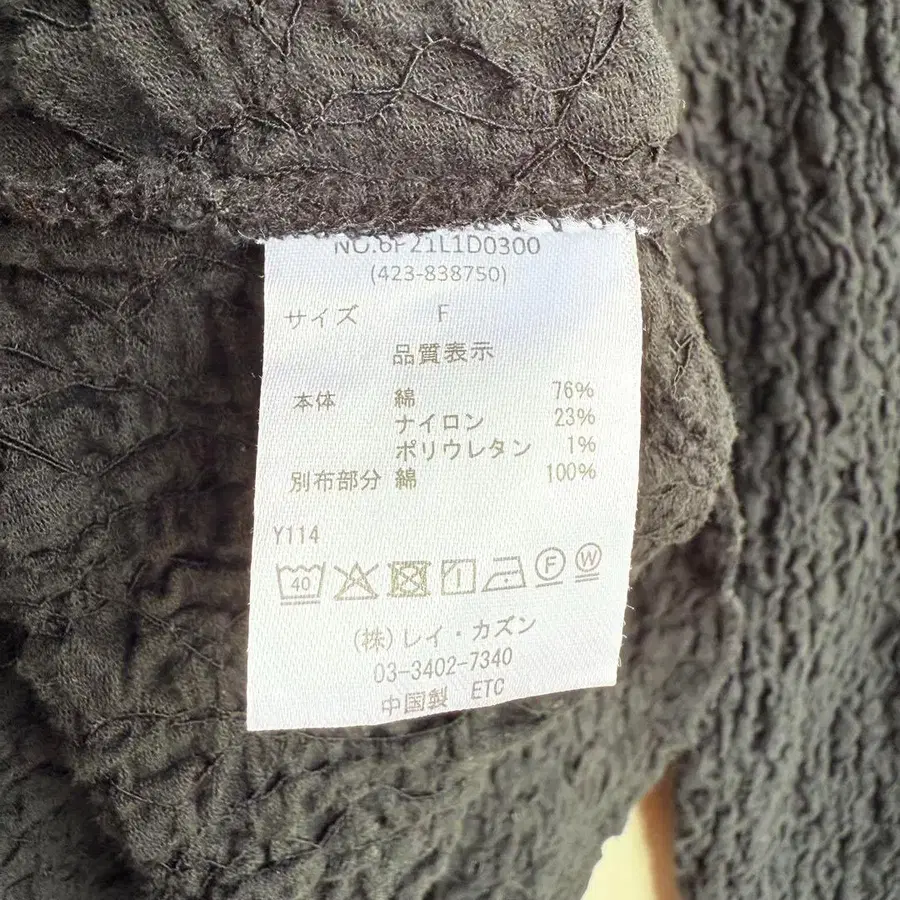 NO.6F21L1D0300
(423-838750)
サイズ F
品質表示
本体 綿 76%
ナイロン 23%
ポリウレタン 1%
別布部分 綿 100%
Y114
40 F W
(株)レイ・カズン
03-3402-7340
中国製 ETC